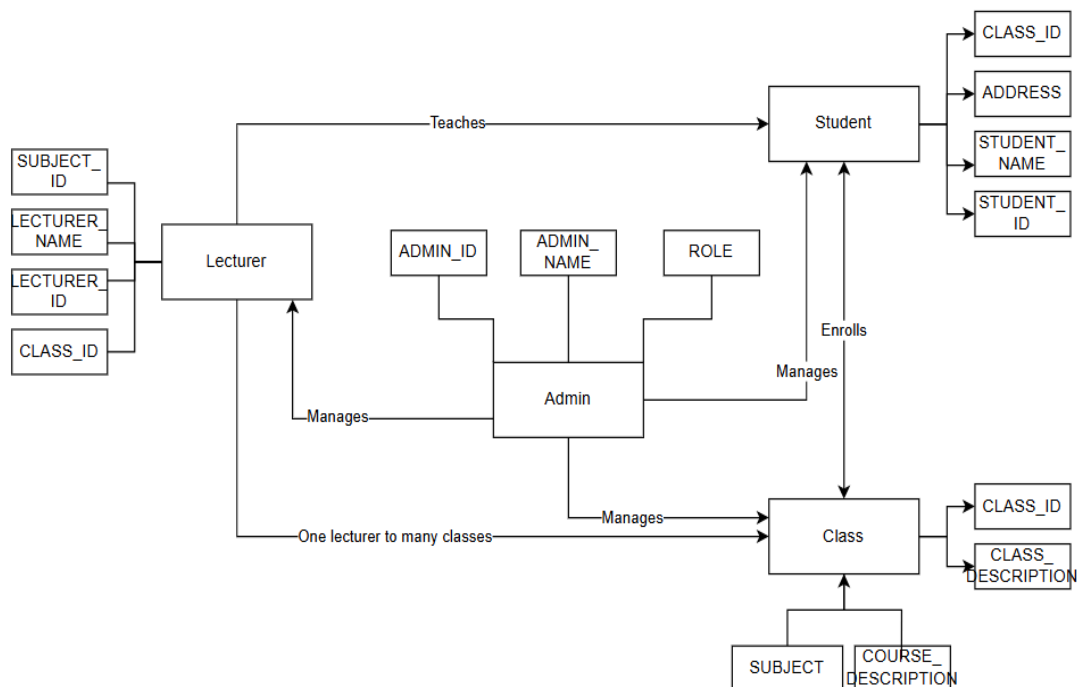 CLASS_ID
ADDRESS
Student
Teaches
STUDENT_
NAME
SUBJECT_
ID
STUDENT_
ID
LECTURER_
NAME
Lecturer
ADMIN_ID
ADMIN_
NAME
ROLE
LECTURER_
ID
CLASS_ID
Enrolls
Manages
Admin
Manages
CLASS_ID
Manages
One lecturer to many classes
Class
CLASS_
DESCRIPTION
SUBJECT
COURSE_
DESCRIPTION